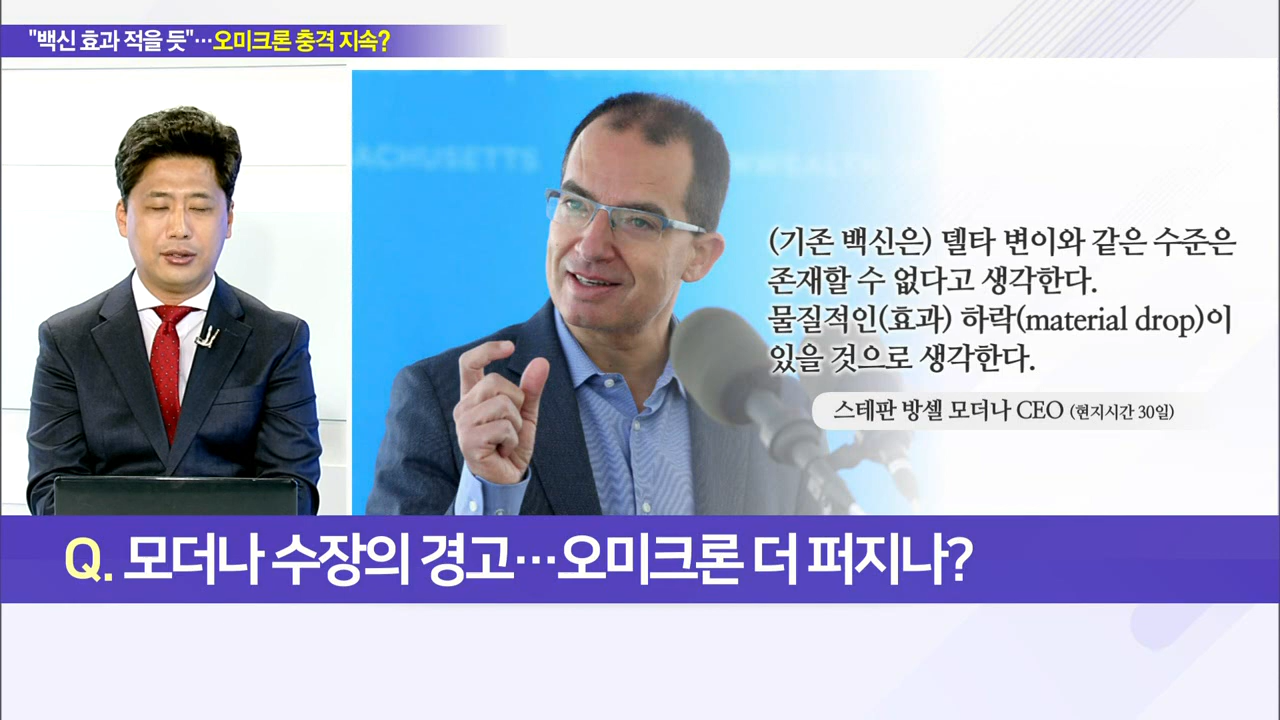 "백신 효과 적을 듯"…오미크론 충격 지속?
ACHUSETTS
(기존 백신은) 델타 변이와 같은 수준은
존재할 수 없다고 생각한다.
물질적인(효과) 하락(material drop)이
있을 것으로 생각한다.
스테판 방셀 모더나 CEO (현지시간 30일)
Q. 모더나 수장의 경고…오미크론 더 퍼지나?